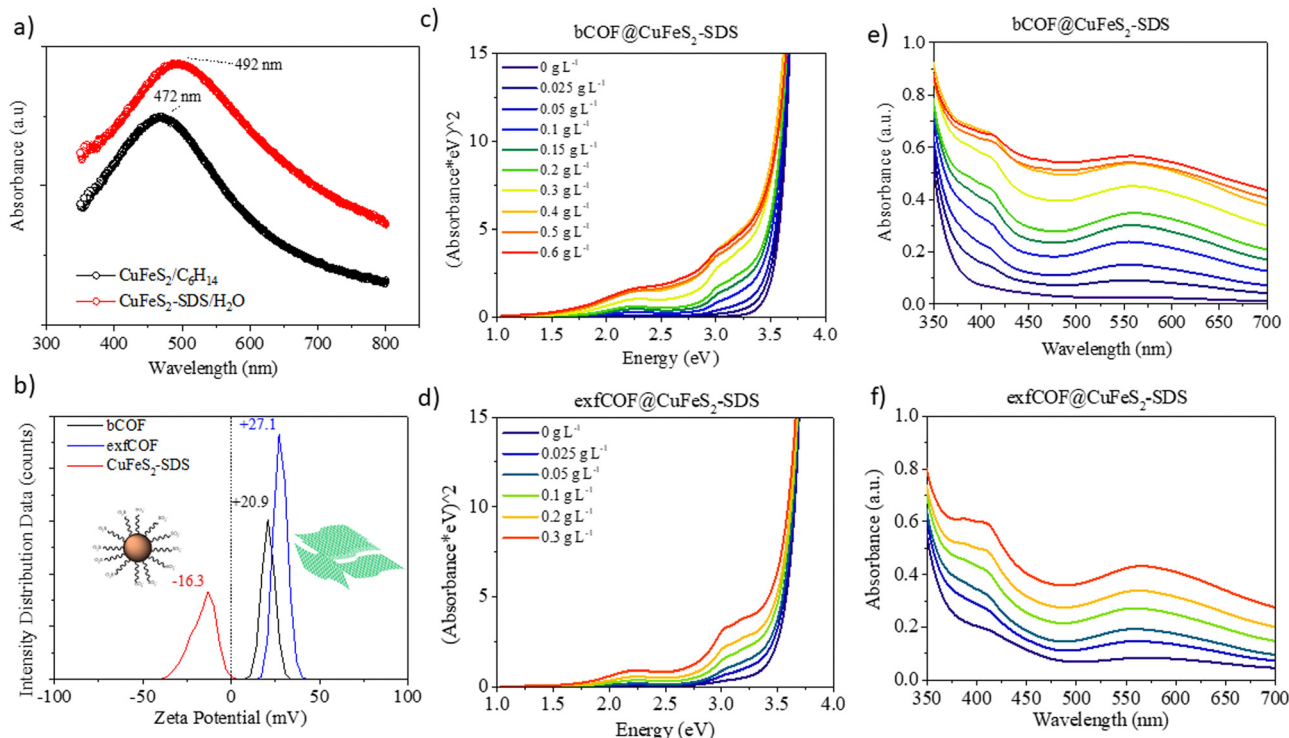 a)
492 nm
472 nm
Absorbance (a.u)
CuFeS₂/C₆H₁₄
CuFeS₂-SDS/H₂O
300 400 500 600 700 800
Wavelength (nm)
b)
bCOF
exfCOF
CuFeS₂-SDS
+27.1
+20.9
-16.3
Intensity Distribution Data (counts)
-100 -50 0 50 100
Zeta Potential (mV)
c)
bCOF@CuFeS₂-SDS
15
10
5
0
(Absorbance*eV)^2
0 g L⁻¹
0.025 g L⁻¹
0.05 g L⁻¹
0.1 g L⁻¹
0.15 g L⁻¹
0.2 g L⁻¹
0.3 g L⁻¹
0.4 g L⁻¹
0.5 g L⁻¹
0.6 g L⁻¹
1.0 1.5 2.0 2.5 3.0 3.5 4.0
Energy (eV)
d)
exfCOF@CuFeS₂-SDS
15
10
5
0
(Absorbance*eV)^2
0 g L⁻¹
0.025 g L⁻¹
0.05 g L⁻¹
0.1 g L⁻¹
0.2 g L⁻¹
0.3 g L⁻¹
1.0 1.5 2.0 2.5 3.0 3.5 4.0
Energy (eV)
e)
bCOF@CuFeS₂-SDS
1.0
0.8
0.6
0.4
0.2
0.0
Absorbance (a.u.)
350 400 450 500 550 600 650 700
Wavelength (nm)
f)
exfCOF@CuFeS₂-SDS
1.0
0.8
0.6
0.4
0.2
0.0
Absorbance (a.u.)
350 400 450 500 550 600 650 700
Wavelength (nm)